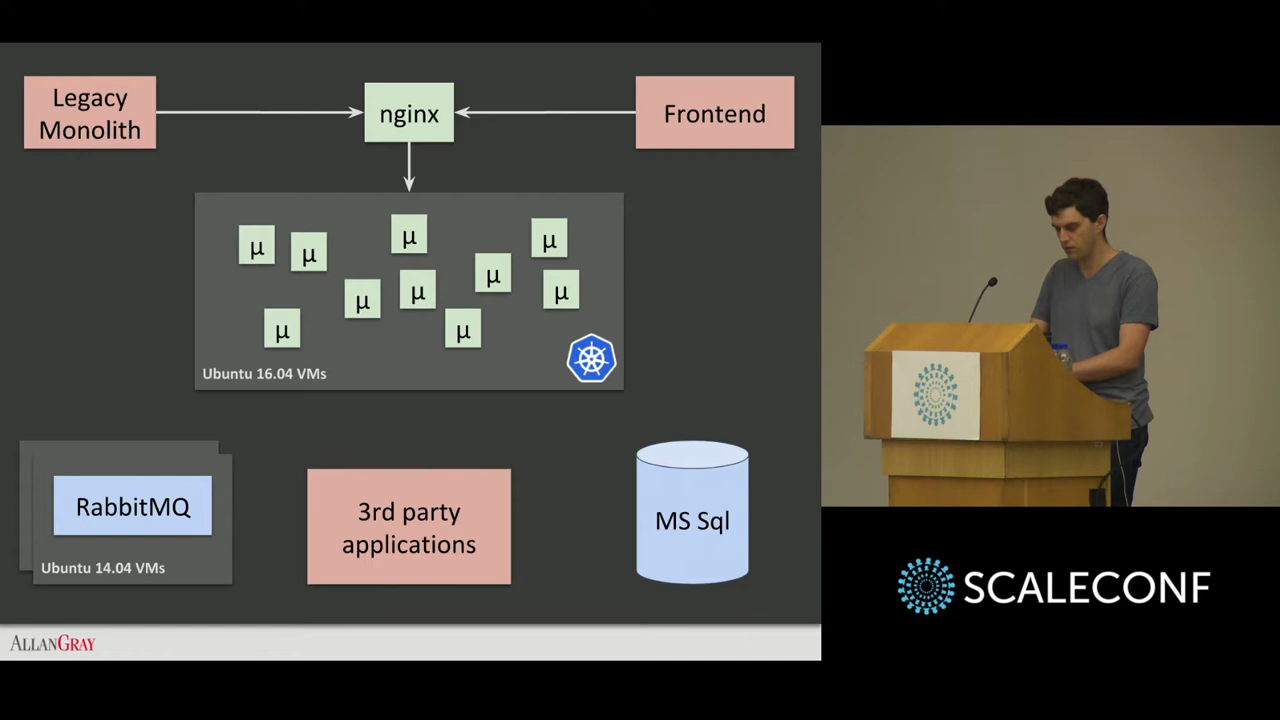 Legacy
Monolith
nginx
Frontend
µ
µ
µ
µ
µ
µ
µ
µ
µ
µ
Ubuntu 16.04 VMs
RabbitMQ
Ubuntu 14.04 VMs
3rd party
applications
MS Sql
ALLANGRAY
SCALECONF